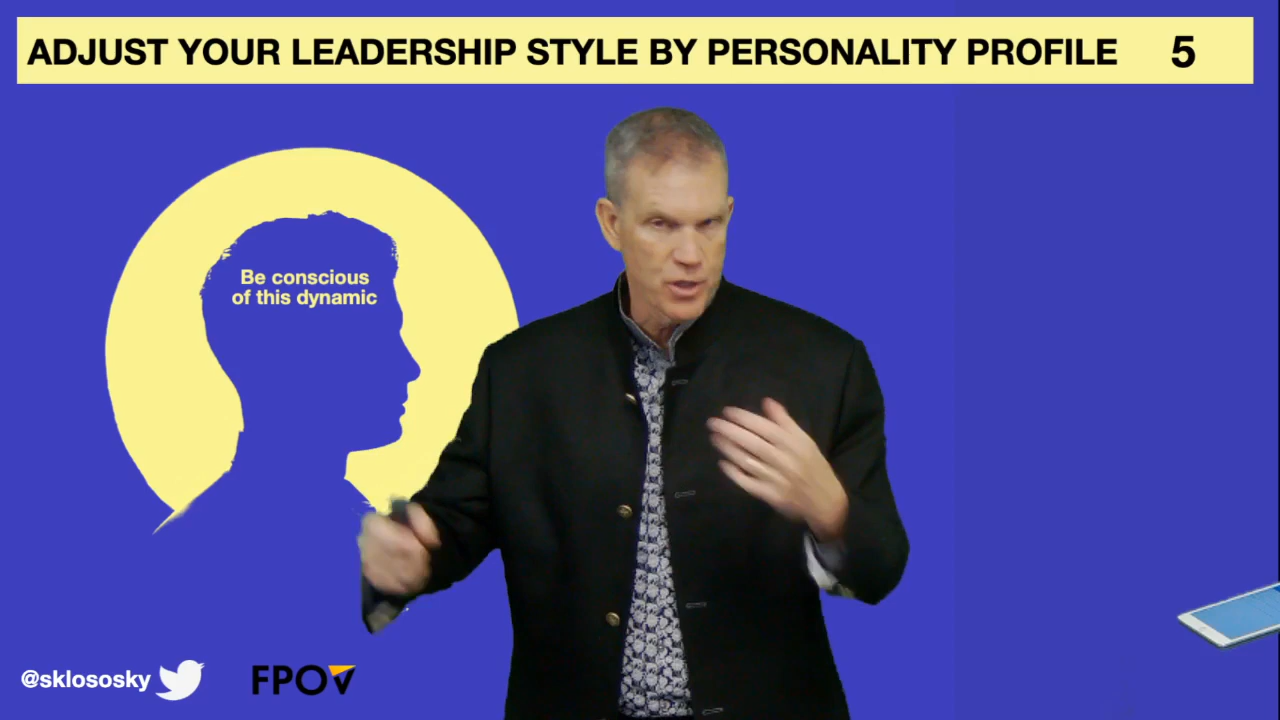 ADJUST YOUR LEADERSHIP STYLE BY PERSONALITY PROFILE 5
Be conscious
of this dynamic
@sklososky
FPOV